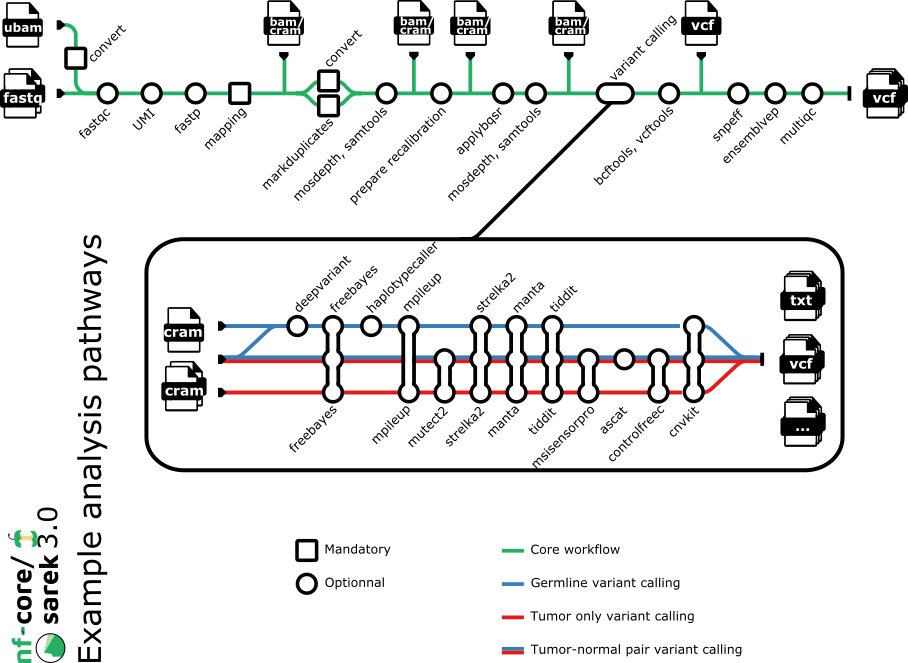 ubam
fastq
convert
fastqc
UMI
fastp
mapping
bam/
cram
convert
markduplicates
mosdepth, samtools
bam/
cram
prepare recalibration
bam/
cram
applybqsr
mosdepth, samtools
bam/
cram
variant calling
bcftools, vcftools
vcf
snpeff
ensemblvep
multiqc
vcf
cram
cram
deepvariant
freebayes
haplotypecaller
mpileup
strelka2
manta
tiddit
freebayes
mpileup
mutect2
strelka2
manta
tiddit
msisensorpro
ascat
controlfreec
cnvkit
txt
vcf
...
Mandatory
Optionnal
Core workflow
Germline variant calling
Tumor only variant calling
Tumor-normal pair variant calling
nf-core/
sarek 3.0
Example analysis pathways